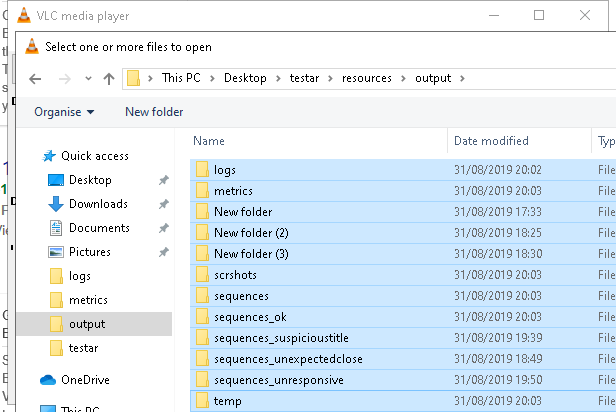 VLC media player
Select one or more files to open
This PC > Desktop > testar > resources > output >
Organise New folder
Name Date modified Typ
Quick access
Desktop
Downloads
Documents
Pictures
logs
metrics
output
testar
OneDrive
This PC
logs 31/08/2019 20:02 File
metrics 31/08/2019 20:03 File
New folder 31/08/2019 17:33 File
New folder (2) 31/08/2019 18:25 File
New folder (3) 31/08/2019 18:30 File
scrshots 31/08/2019 20:03 File
sequences 31/08/2019 20:03 File
sequences_ok 31/08/2019 20:03 File
sequences_suspicioustitle 31/08/2019 19:39 File
sequences_unexpectedclose 31/08/2019 18:49 File
sequences_unresponsive 31/08/2019 19:50 File
temp 31/08/2019 20:03 File